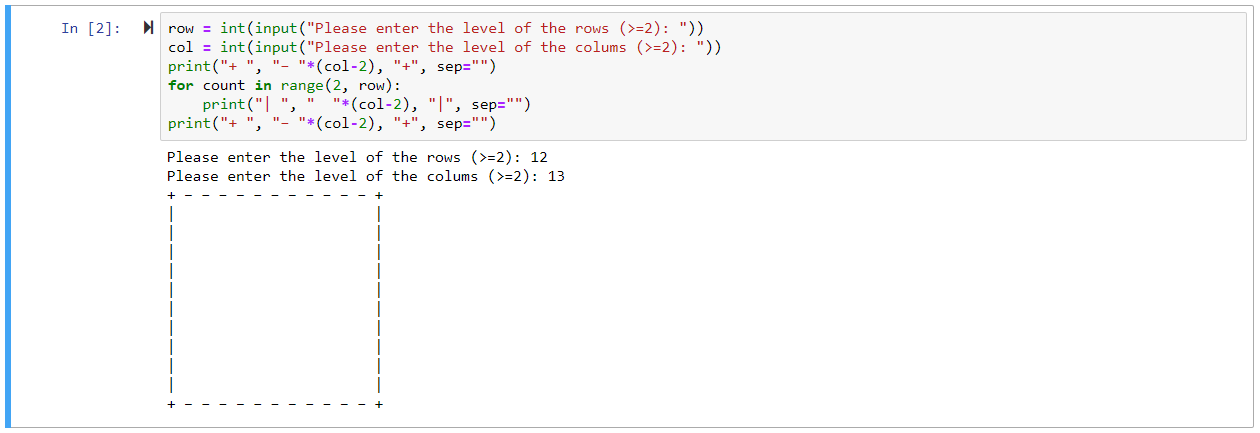 In [2]:
row = int(input("Please enter the level of the rows (>=2): "))
col = int(input("Please enter the level of the colums (>=2): "))
print("+ ", "- "*(col-2), "+", sep="")
for count in range(2, row):
    print("| ", "  "*(col-2), "|", sep="")
print("+ ", "- "*(col-2), "+", sep="")
Please enter the level of the rows (>=2): 12
Please enter the level of the colums (>=2): 13
+ - - - - - - - - - - - +
|                       |
|                       |
|                       |
|                       |
|                       |
|                       |
|                       |
|                       |
|                       |
|                       |
+ - - - - - - - - - - - +